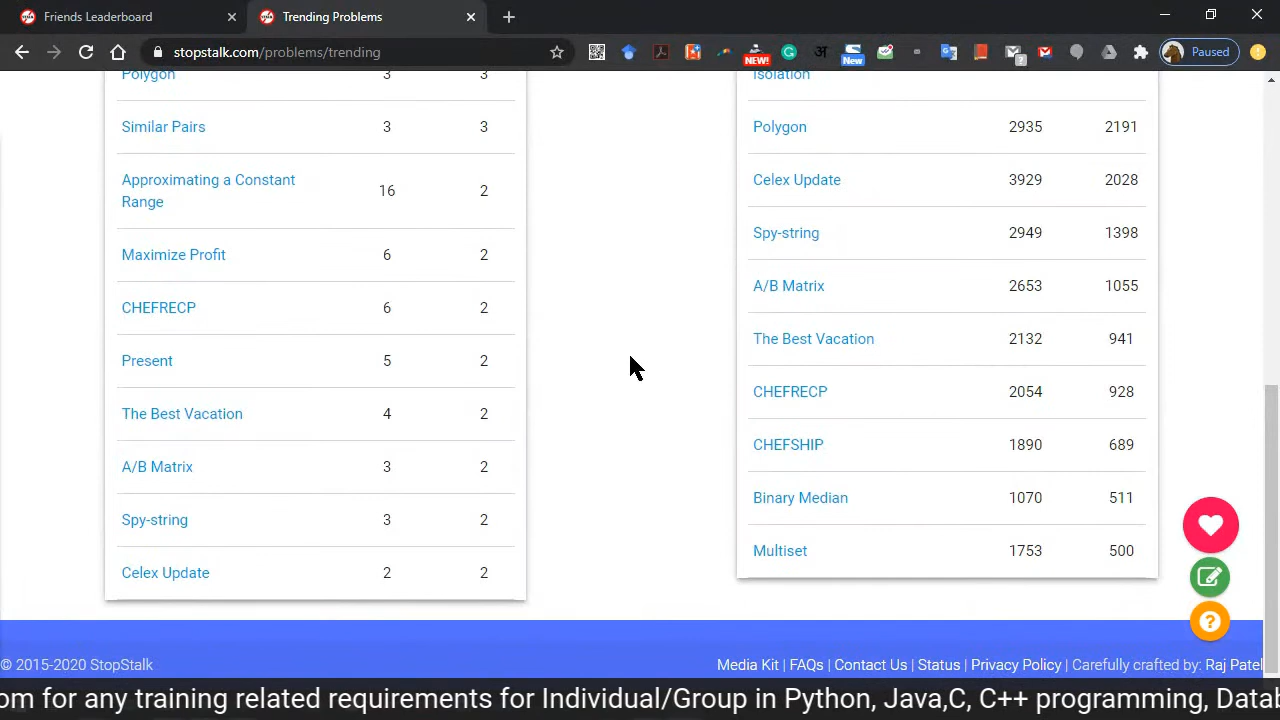 Friends Leaderboard
Trending Problems
stopstalk.com/problems/trending
NEW!
अ
New
Paused
Polygon 3 3
Similar Pairs 3 3
Approximating a Constant
Range 16 2
Maximize Profit 6 2
CHEFRECP 6 2
Present 5 2
The Best Vacation 4 2
A/B Matrix 3 2
Spy-string 3 2
Celex Update 2 2
Isolation
Polygon 2935 2191
Celex Update 3929 2028
Spy-string 2949 1398
A/B Matrix 2653 1055
The Best Vacation 2132 941
CHEFRECP 2054 928
CHEFSHIP 1890 689
Binary Median 1070 511
Multiset 1753 500
© 2015-2020 StopStalk
Media Kit | FAQs | Contact Us | Status | Privacy Policy | Carefully crafted by: Raj Patel
om for any training related requirements for Individual/Group in Python, Java,C, C++ programming, Datab